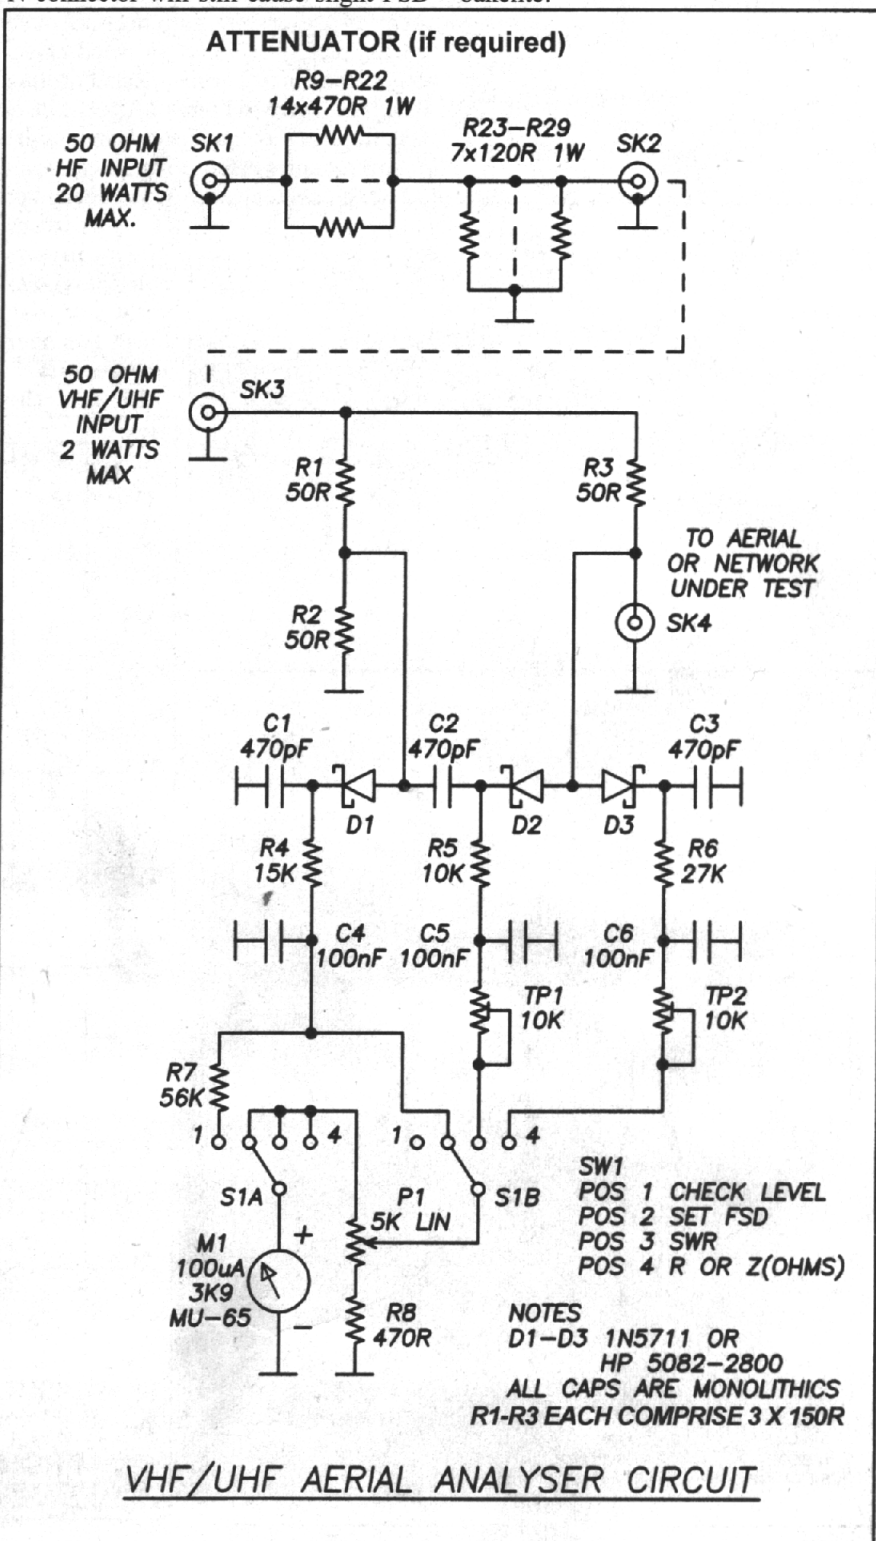 ATTENUATOR (if required)
R9-R22
14x470R 1W
50 OHM
HF INPUT
20 WATTS
MAX.
SK1
R23-R29
7x120R 1W
SK2
50 OHM
VHF/UHF
INPUT
2 WATTS
MAX
SK3
R1
50R
R3
50R
TO AERIAL
OR NETWORK
UNDER TEST
R2
50R
SK4
C1
470pF
C2
470pF
C3
470pF
D1
D2
D3
R4
15K
R5
10K
R6
27K
C4
100nF
C5
100nF
C6
100nF
TP1
10K
TP2
10K
R7
56K
1
4
1
4
S1A
P1
5K LIN
S1B
SW1
POS 1 CHECK LEVEL
POS 2 SET FSD
POS 3 SWR
POS 4 R OR Z(OHMS)
M1
100uA
3K9
MU-65
+
-
R8
470R
NOTES
D1-D3 1N5711 OR
HP 5082-2800
ALL CAPS ARE MONOLITHICS
R1-R3 EACH COMPRISE 3 X 150R
VHF/UHF AERIAL ANALYSER CIRCUIT